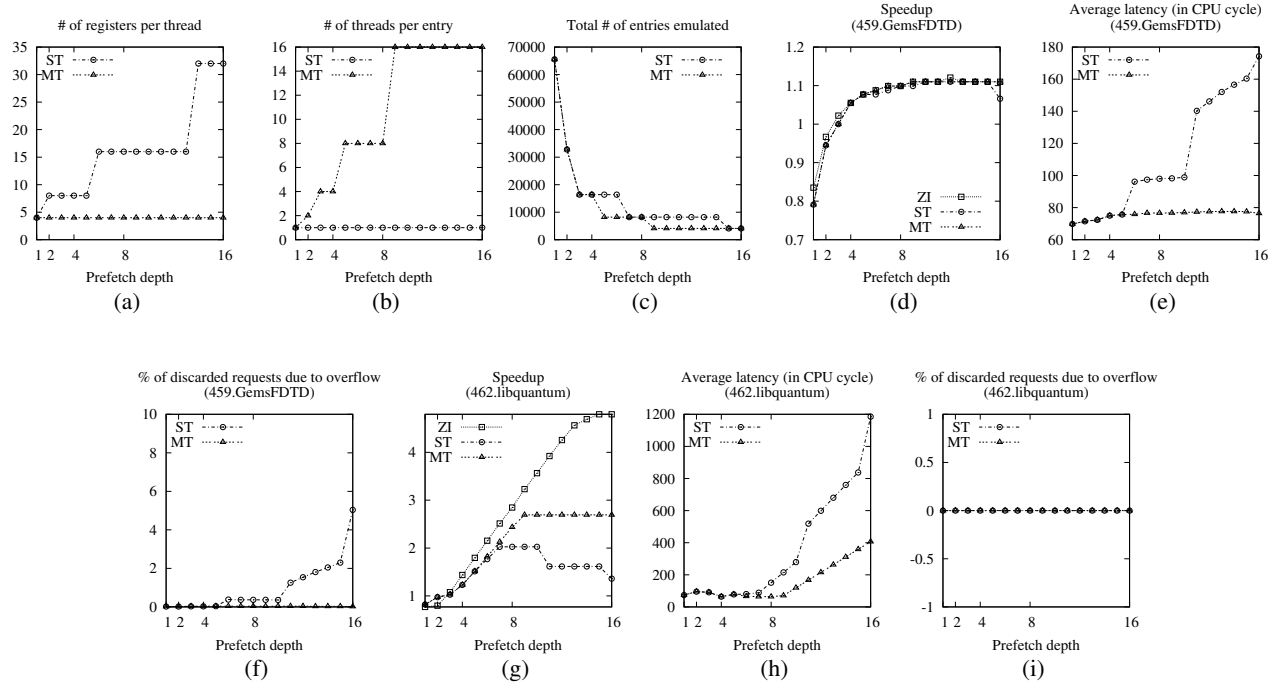 # of registers per thread
35
30
25
20
15
10
5
0
ST
MT
1 2 4 8 16
Prefetch depth
(a)
# of threads per entry
16
14
12
10
8
6
4
2
0
ST
MT
1 2 4 8 16
Prefetch depth
(b)
Total # of entries emulated
70000
60000
50000
40000
30000
20000
10000
0
ST
MT
1 2 4 8 16
Prefetch depth
(c)
Speedup
(459.GemsFDTD)
1.2
1.1
1
0.9
0.8
0.7
ZI
ST
MT
1 2 4 8 16
Prefetch depth
(d)
Average latency (in CPU cycle)
(459.GemsFDTD)
180
160
140
120
100
80
60
ST
MT
1 2 4 8 16
Prefetch depth
(e)
% of discarded requests due to overflow
(459.GemsFDTD)
10
8
6
4
2
0
ST
MT
1 2 4 8 16
Prefetch depth
(f)
Speedup
(462.libquantum)
4
3
2
1
ZI
ST
MT
1 2 4 8 16
Prefetch depth
(g)
Average latency (in CPU cycle)
(462.libquantum)
1200
1000
800
600
400
200
0
ST
MT
1 2 4 8 16
Prefetch depth
(h)
% of discarded requests due to overflow
(462.libquantum)
1
0.5
0
-0.5
-1
ST
MT
1 2 4 8 16
Prefetch depth
(i)